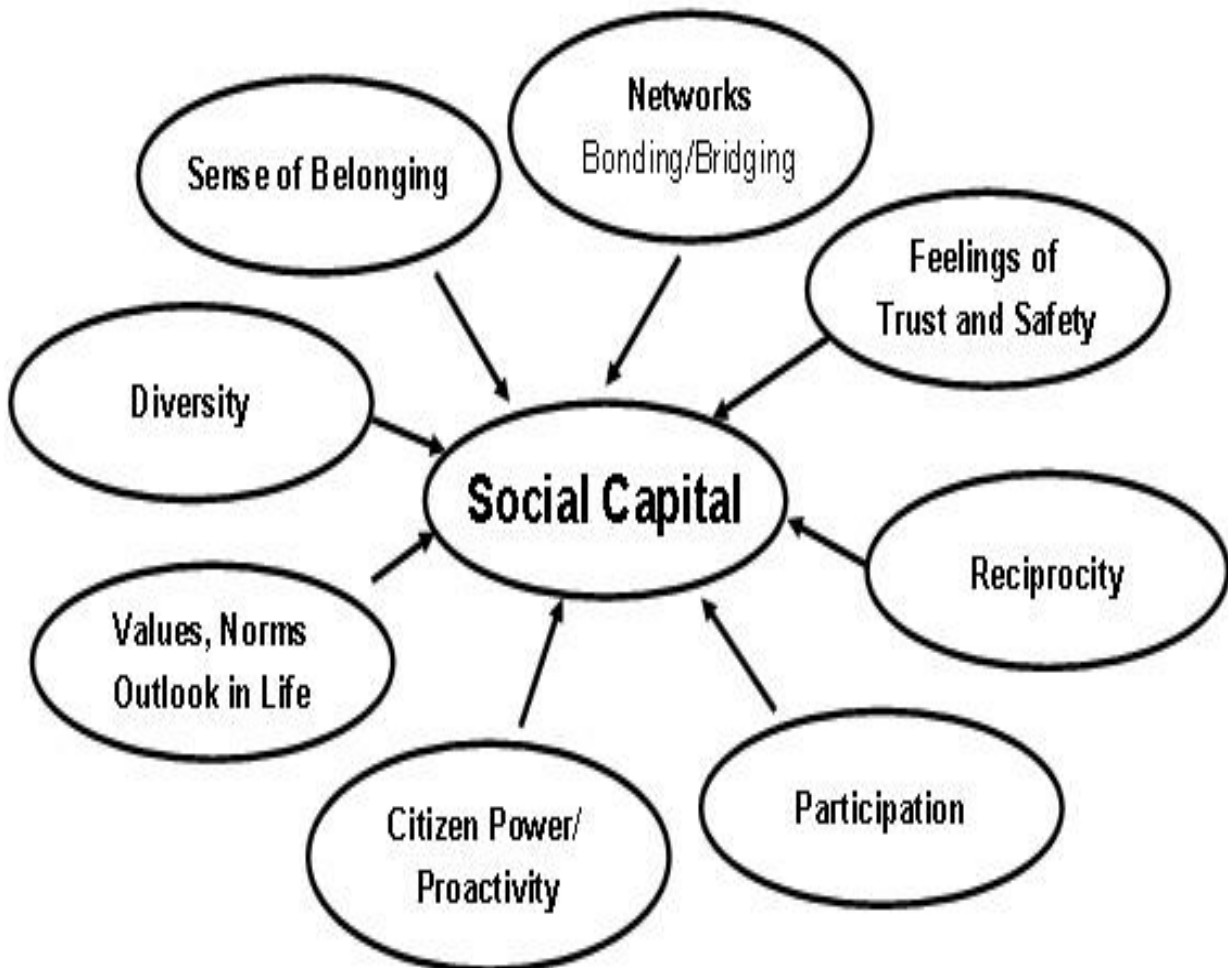 Networks
Bonding/Bridging
Sense of Belonging
Feelings of
Trust and Safety
Diversity
Social Capital
Reciprocity
Values, Norms
Outlook in Life
Participation
Citizen Power/
Proactivity